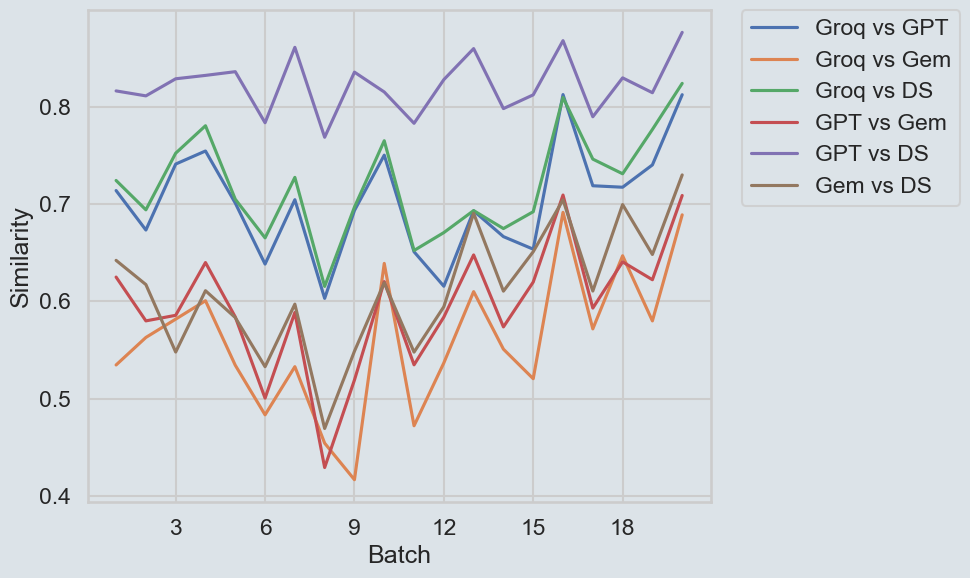 Groq vs GPT
Groq vs Gem
Groq vs DS
GPT vs Gem
GPT vs DS
Gem vs DS
0.8
0.7
0.6
0.5
0.4
Similarity
3 6 9 12 15 18
Batch